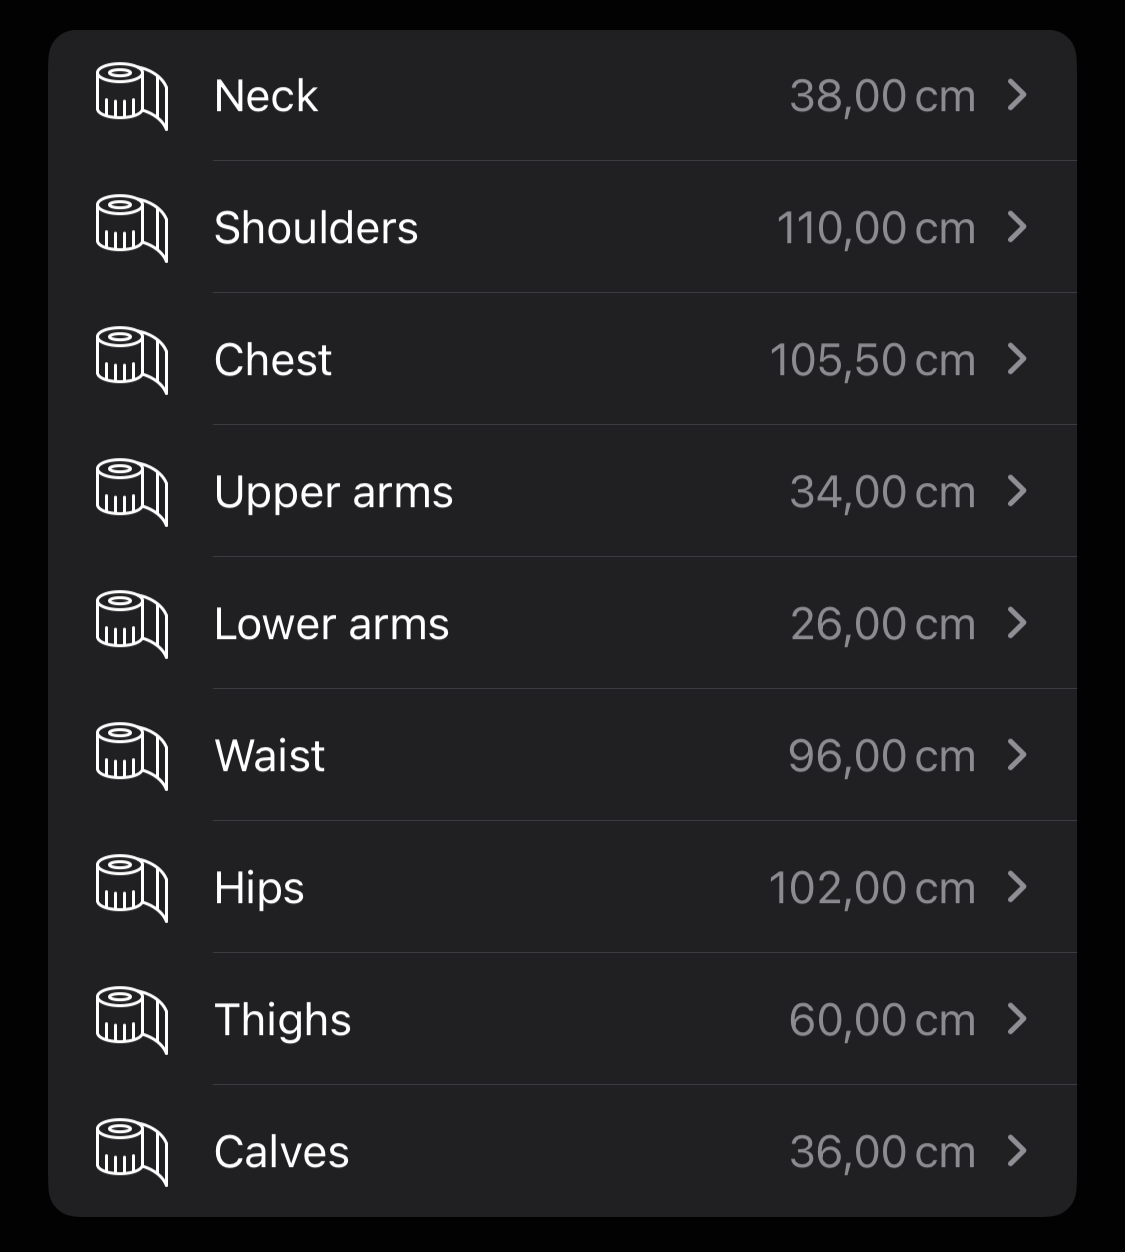 Neck 38,00 cm
Shoulders 110,00 cm
Chest 105,50 cm
Upper arms 34,00 cm
Lower arms 26,00 cm
Waist 96,00 cm
Hips 102,00 cm
Thighs 60,00 cm
Calves 36,00 cm